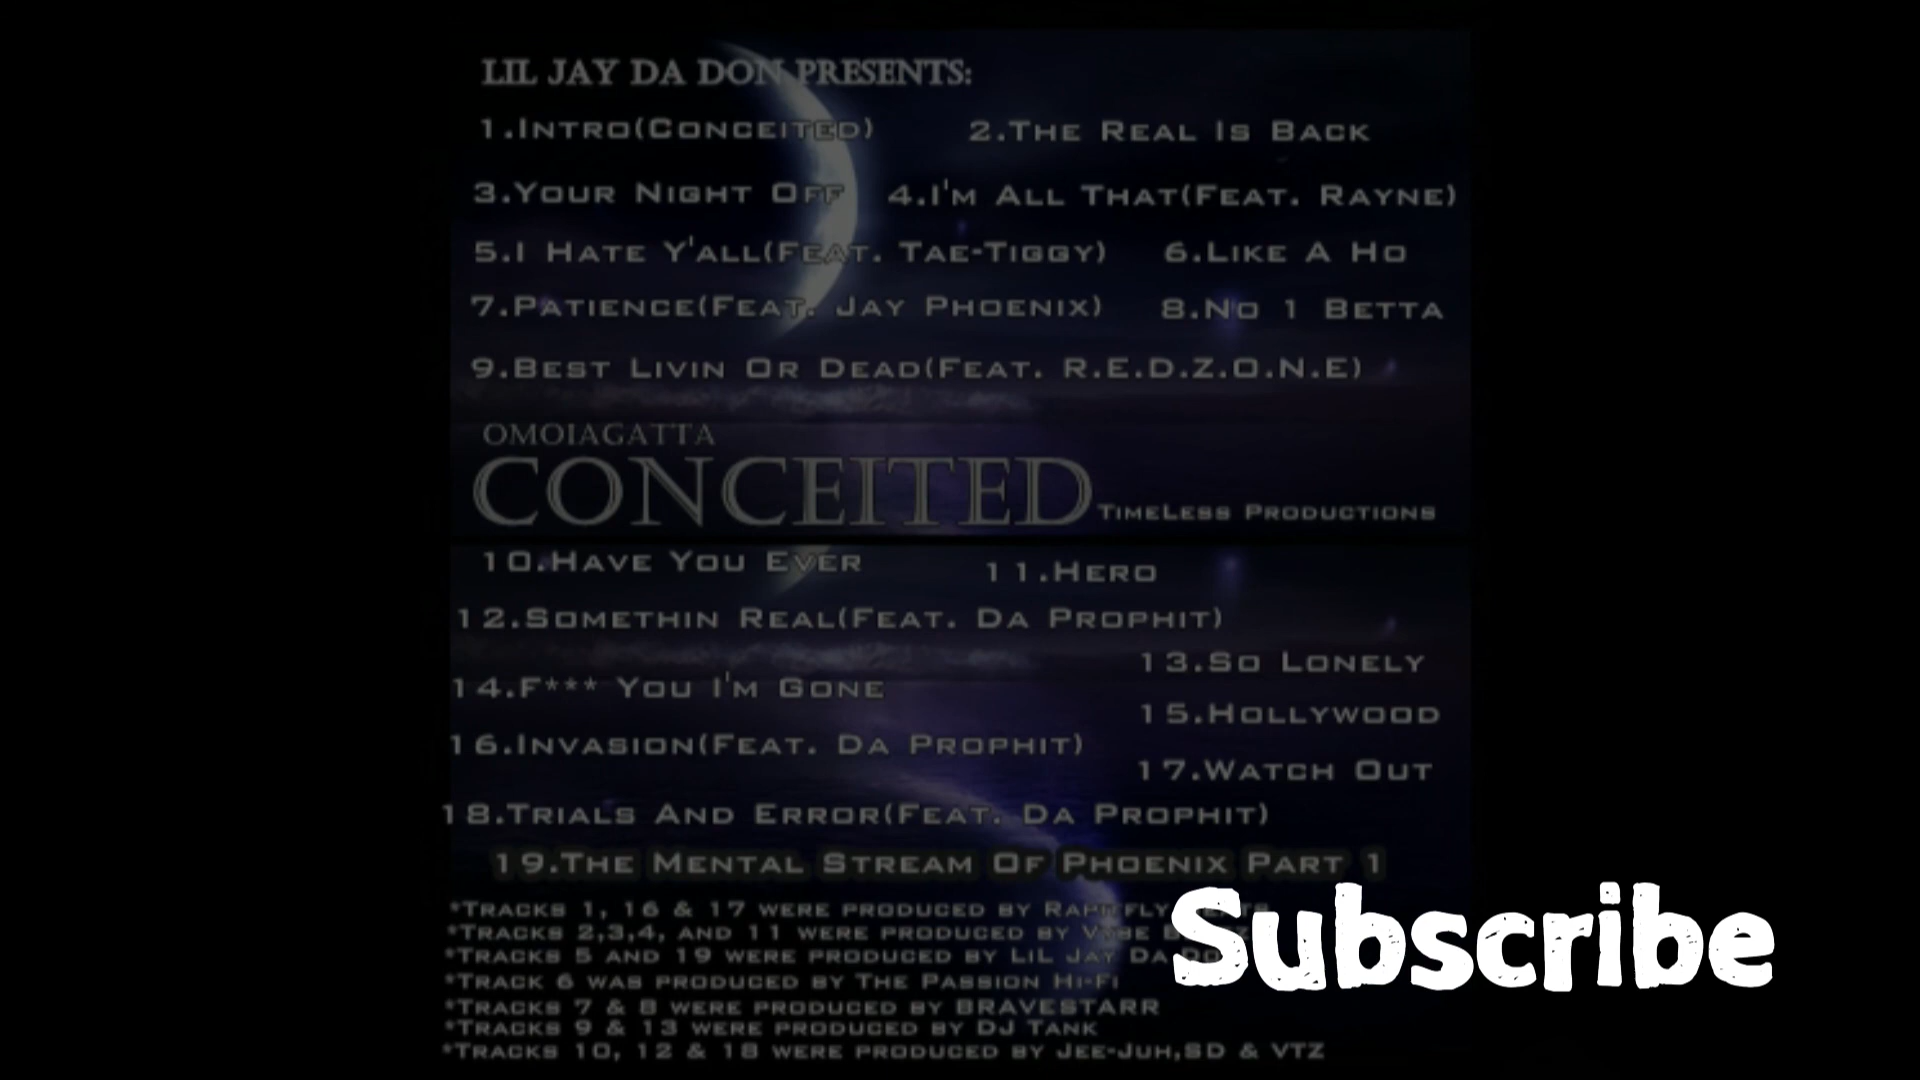 LIL JAY DA DON PRESENTS:
1.Intro(Conceited) 2.The Real Is Back
3.Your Night Off 4.I'm All That(Feat. Rayne)
5.I Hate Y'all(Feat. Tae-Tiggy) 6.Like A Ho
7.Patience(Feat. Jay Phoenix) 8.No 1 Betta
9.Best Livin Or Dead(Feat. R.E.D.Z.O.N.E)
OMOIAGATTA
CONCEITED TimeLess Productions
10.Have You Ever 11.Hero
12.Somethin Real(Feat. Da Prophit)
13.So Lonely
14.F*** You I'm Gone
15.Hollywood
16.Invasion(Feat. Da Prophit)
17.Watch Out
18.Trials And Error(Feat. Da Prophit)
19.The Mental Stream Of Phoenix Part 1
*Tracks 1, 16 & 17 were produced by
*Tracks 2,3,4, and 11 were produced by
*Tracks 5 and 19 were produced by LiL Jay Da Don
*Track 6 was produced by The Passion Hi-Fi
*Tracks 7 & 8 were produced by BRAVESTARR
*Tracks 9 & 13 were produced by DJ Tank
*Tracks 10, 12 & 18 were produced by Jee-Juh,SD & VTZ
Subscribe